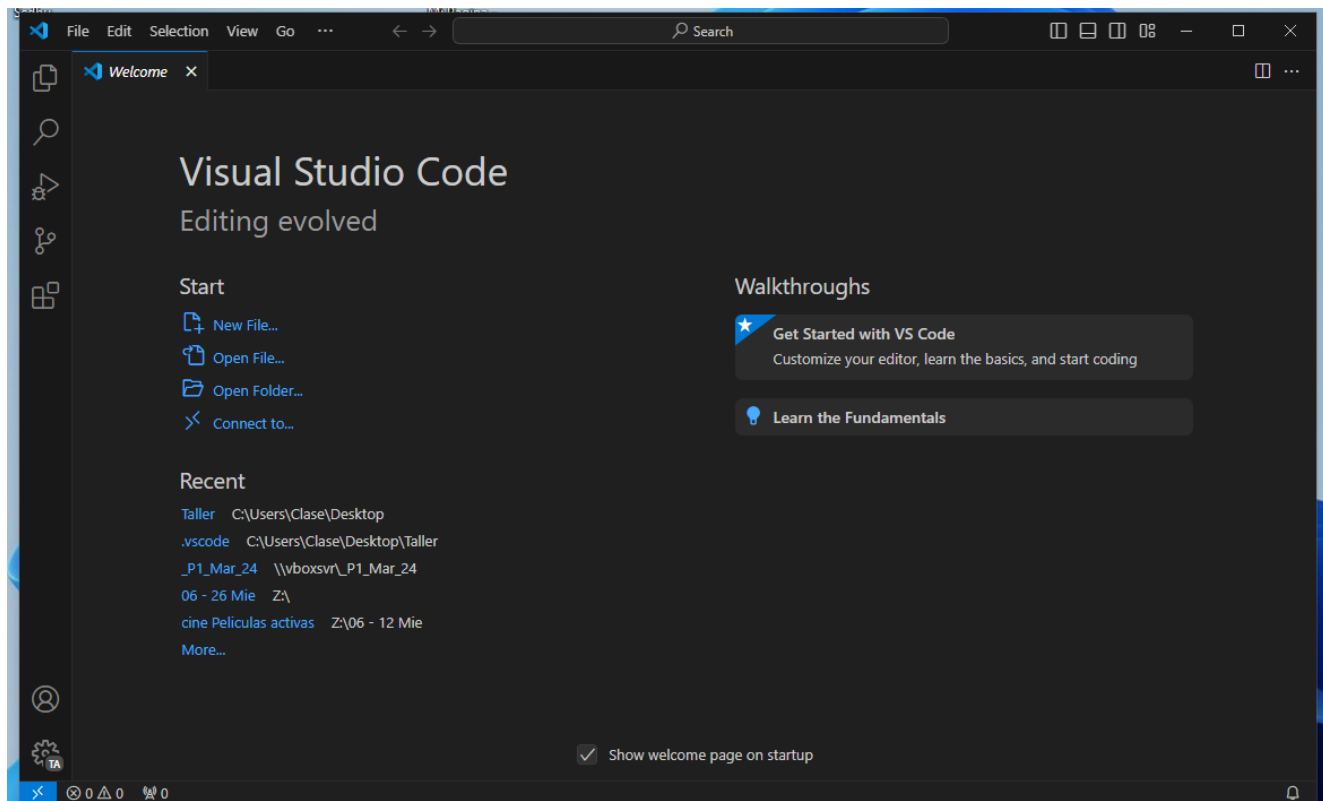 File Edit Selection View Go ··· Search
Welcome
Visual Studio Code
Editing evolved
Start
New File...
Open File...
Open Folder...
Connect to...
Recent
Taller C:\Users\Clase\Desktop
.vscode C:\Users\Clase\Desktop\Taller
_P1_Mar_24 \\vboxsvr\_P1_Mar_24
06 - 26 Mie Z:\
cine Peliculas activas Z:\06 - 12 Mie
More...
Walkthroughs
Get Started with VS Code
Customize your editor, learn the basics, and start coding
Learn the Fundamentals
Show welcome page on startup
TA
0 0 0